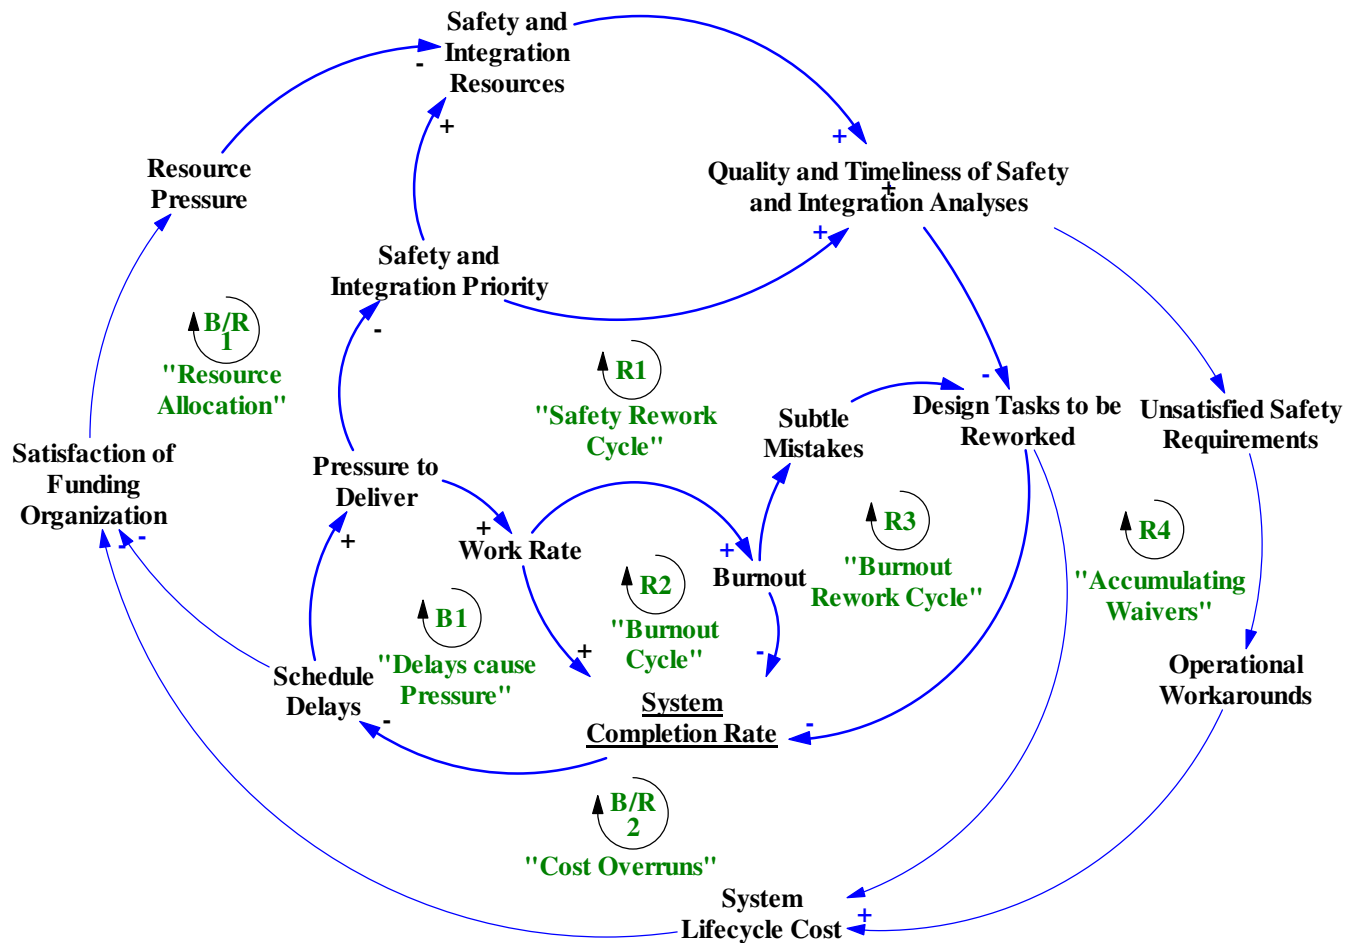 Safety and
Integration
Resources
-
+
+
Resource
Pressure
Quality and Timeliness of Safety
and Integration Analyses
+
+
Safety and
Integration Priority
-
B/R
1
"Resource
Allocation"
R1
"Safety Rework
Cycle"
Subtle
Mistakes
-
Design Tasks to be
Reworked
Unsatisfied Safety
Requirements
Satisfaction of
Funding
Organization
- -
Pressure to
Deliver
+
+
Work Rate
+
Burnout
R3
"Burnout
Rework Cycle"
R4
"Accumulating
Waivers"
R2
"Burnout
Cycle"
B1
"Delays cause
Pressure"
+
-
Schedule
Delays
-
System
Completion Rate
-
Operational
Workarounds
B/R
2
"Cost Overruns"
System
Lifecycle Cost
+